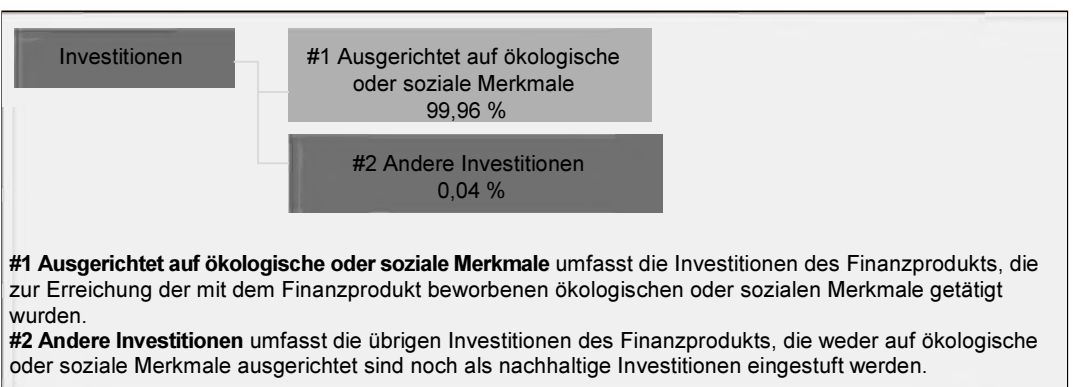 Investitionen
#1 Ausgerichtet auf ökologische
oder soziale Merkmale
99,96 %
#2 Andere Investitionen
0,04 %
#1 Ausgerichtet auf ökologische oder soziale Merkmale umfasst die Investitionen des Finanzprodukts, die
zur Erreichung der mit dem Finanzprodukt beworbenen ökologischen oder sozialen Merkmale getätigt
wurden.
#2 Andere Investitionen umfasst die übrigen Investitionen des Finanzprodukts, die weder auf ökologische
oder soziale Merkmale ausgerichtet sind noch als nachhaltige Investitionen eingestuft werden.